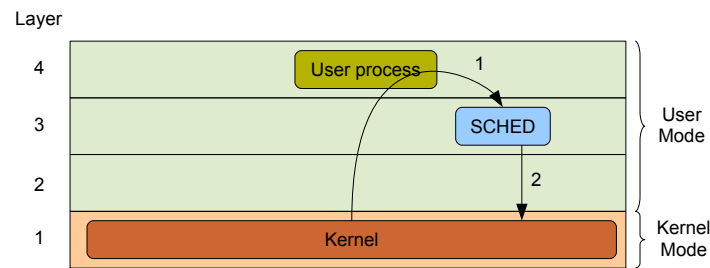 Layer
4
User process
1
3
SCHED
User
Mode
2
2
1
Kernel
Kernel
Mode